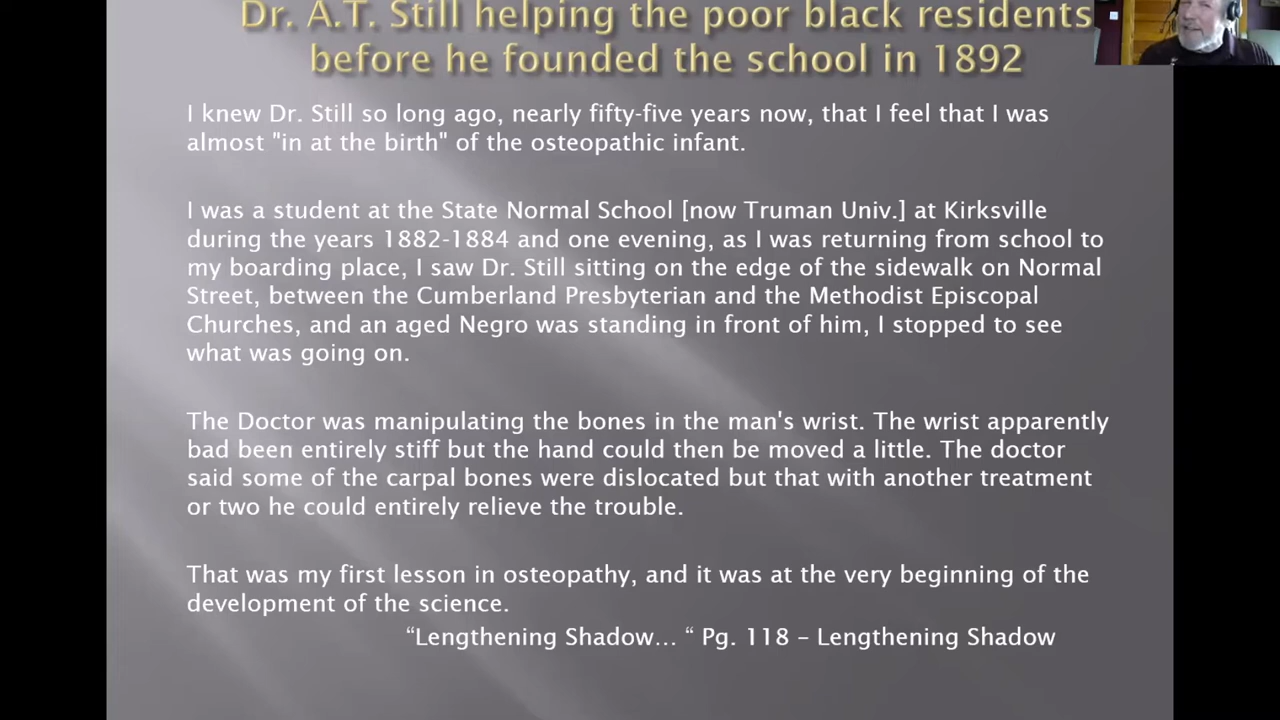 Dr. A.T. Still helping the poor black residents
before he founded the school in 1892
I knew Dr. Still so long ago, nearly fifty-five years now, that I feel that I was
almost "in at the birth" of the osteopathic infant.
I was a student at the State Normal School [now Truman Univ.] at Kirksville
during the years 1882-1884 and one evening, as I was returning from school to
my boarding place, I saw Dr. Still sitting on the edge of the sidewalk on Normal
Street, between the Cumberland Presbyterian and the Methodist Episcopal
Churches, and an aged Negro was standing in front of him, I stopped to see
what was going on.
The Doctor was manipulating the bones in the man's wrist. The wrist apparently
bad been entirely stiff but the hand could then be moved a little. The doctor
said some of the carpal bones were dislocated but that with another treatment
or two he could entirely relieve the trouble.
That was my first lesson in osteopathy, and it was at the very beginning of the
development of the science.
“Lengthening Shadow... “ Pg. 118 – Lengthening Shadow